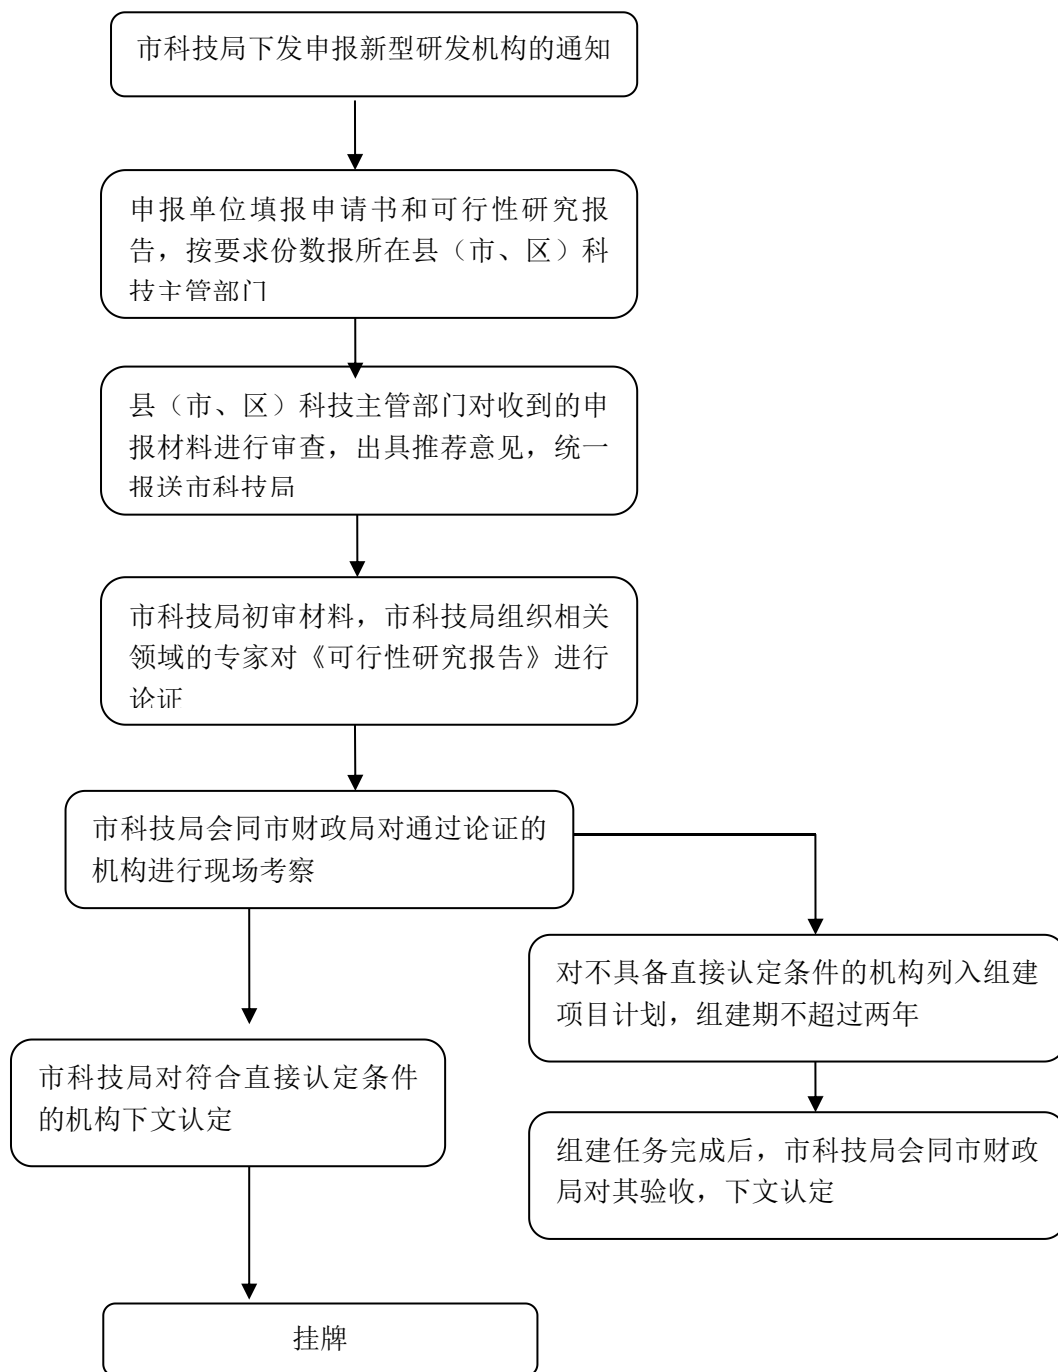 市科技局下发申报新型研发机构的通知
申报单位填报申请书和可行性研究报
告，按要求份数报所在县（市、区）科
技主管部门
县（市、区）科技主管部门对收到的申
报材料进行审查，出具推荐意见，统一
报送市科技局
市科技局初审材料，市科技局组织相关
领域的专家对《可行性研究报告》进行
论证
市科技局会同市财政局对通过论证的
机构进行现场考察
对不具备直接认定条件的机构列入组建
项目计划，组建期不超过两年
市科技局对符合直接认定条件
的机构下文认定
组建任务完成后，市科技局会同市财政
局对其验收，下文认定
挂牌